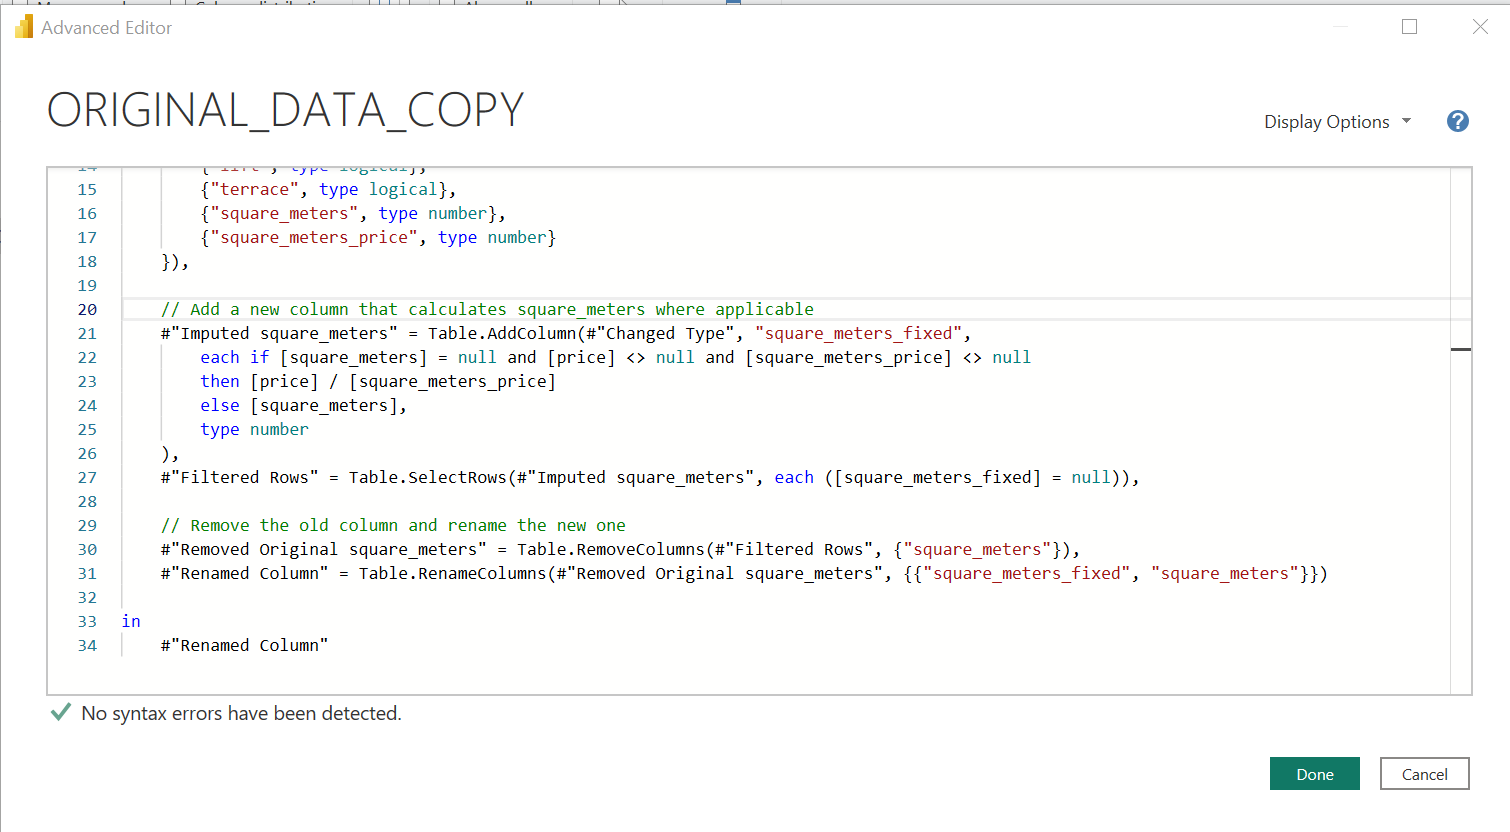 Advanced Editor
ORIGINAL_DATA_COPY
Display Options
?
15 {"terrace", type logical},
16 {"square_meters", type number},
17 {"square_meters_price", type number}
18 }),
19
20 // Add a new column that calculates square_meters where applicable
21 #"Imputed square_meters" = Table.AddColumn(#"Changed Type", "square_meters_fixed",
22 each if [square_meters] = null and [price] <> null and [square_meters_price] <> null
23 then [price] / [square_meters_price]
24 else [square_meters],
25 type number
26 ),
27 #"Filtered Rows" = Table.SelectRows(#"Imputed square_meters", each ([square_meters_fixed] = null)),
28
29 // Remove the old column and rename the new one
30 #"Removed Original square_meters" = Table.RemoveColumns(#"Filtered Rows", {"square_meters"}),
31 #"Renamed Column" = Table.RenameColumns(#"Removed Original square_meters", {{"square_meters_fixed", "square_meters"}})
32
33 in
34 #"Renamed Column"
No syntax errors have been detected.
Done
Cancel